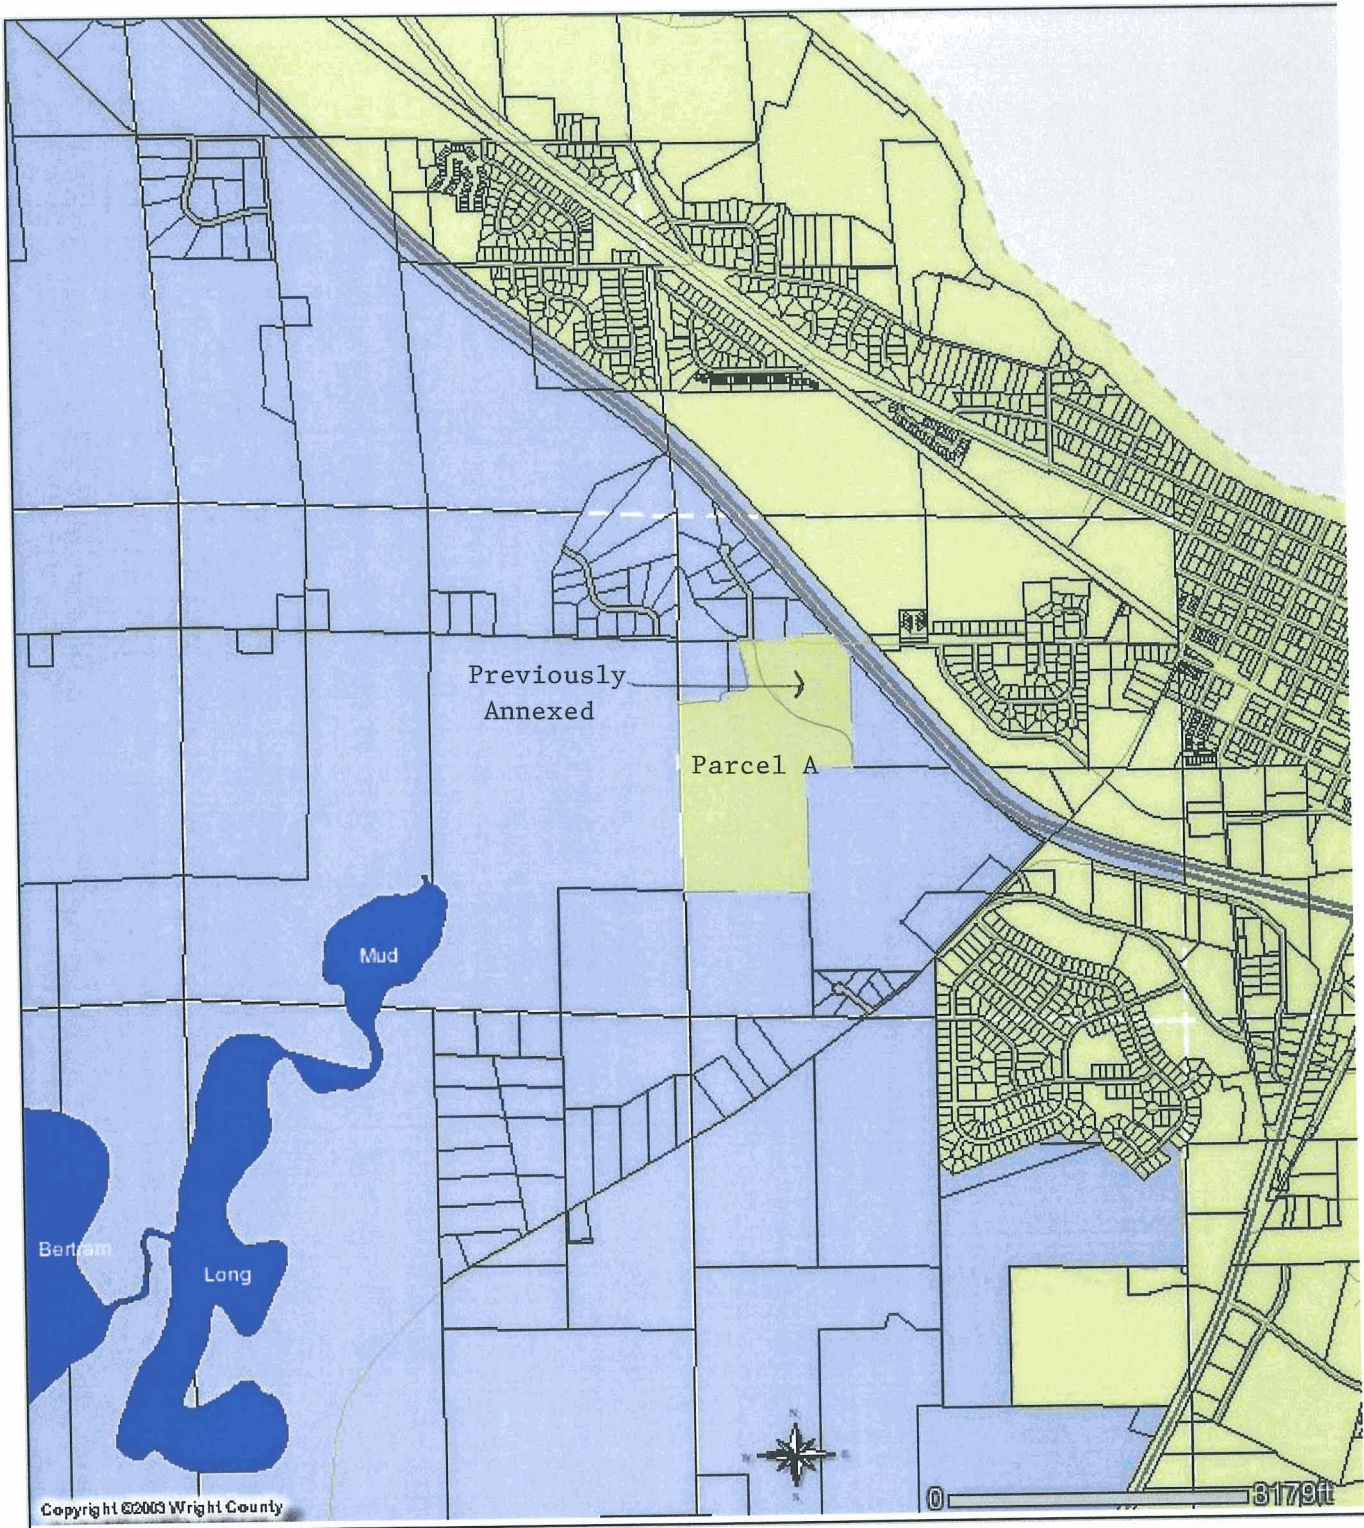 Previously
Annexed
Parcel A
Mud
Bertram
Long
N
W E
S
0 3179ft
Copyright ©2003 Wright County